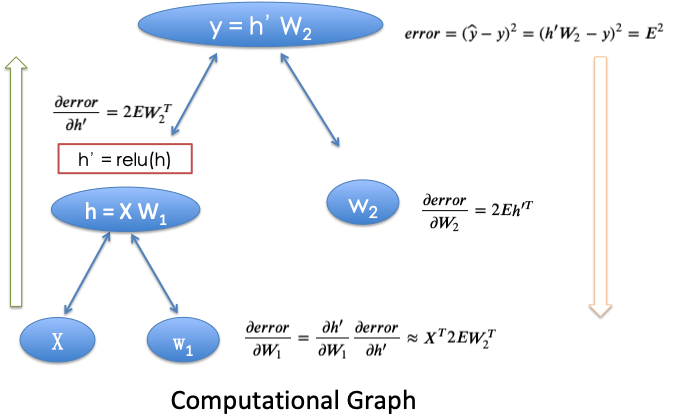 y = h' W₂
error = (ŷ − y)² = (h′W₂ − y)² = E²
∂error/∂h′ = 2EW₂ᵀ
h' = relu(h)
h = X W₁
W₂
∂error/∂W₂ = 2Eh′ᵀ
X
W₁
∂error/∂W₁ = ∂h′/∂W₁ ∂error/∂h′ ≈ Xᵀ2EW₂ᵀ
Computational Graph